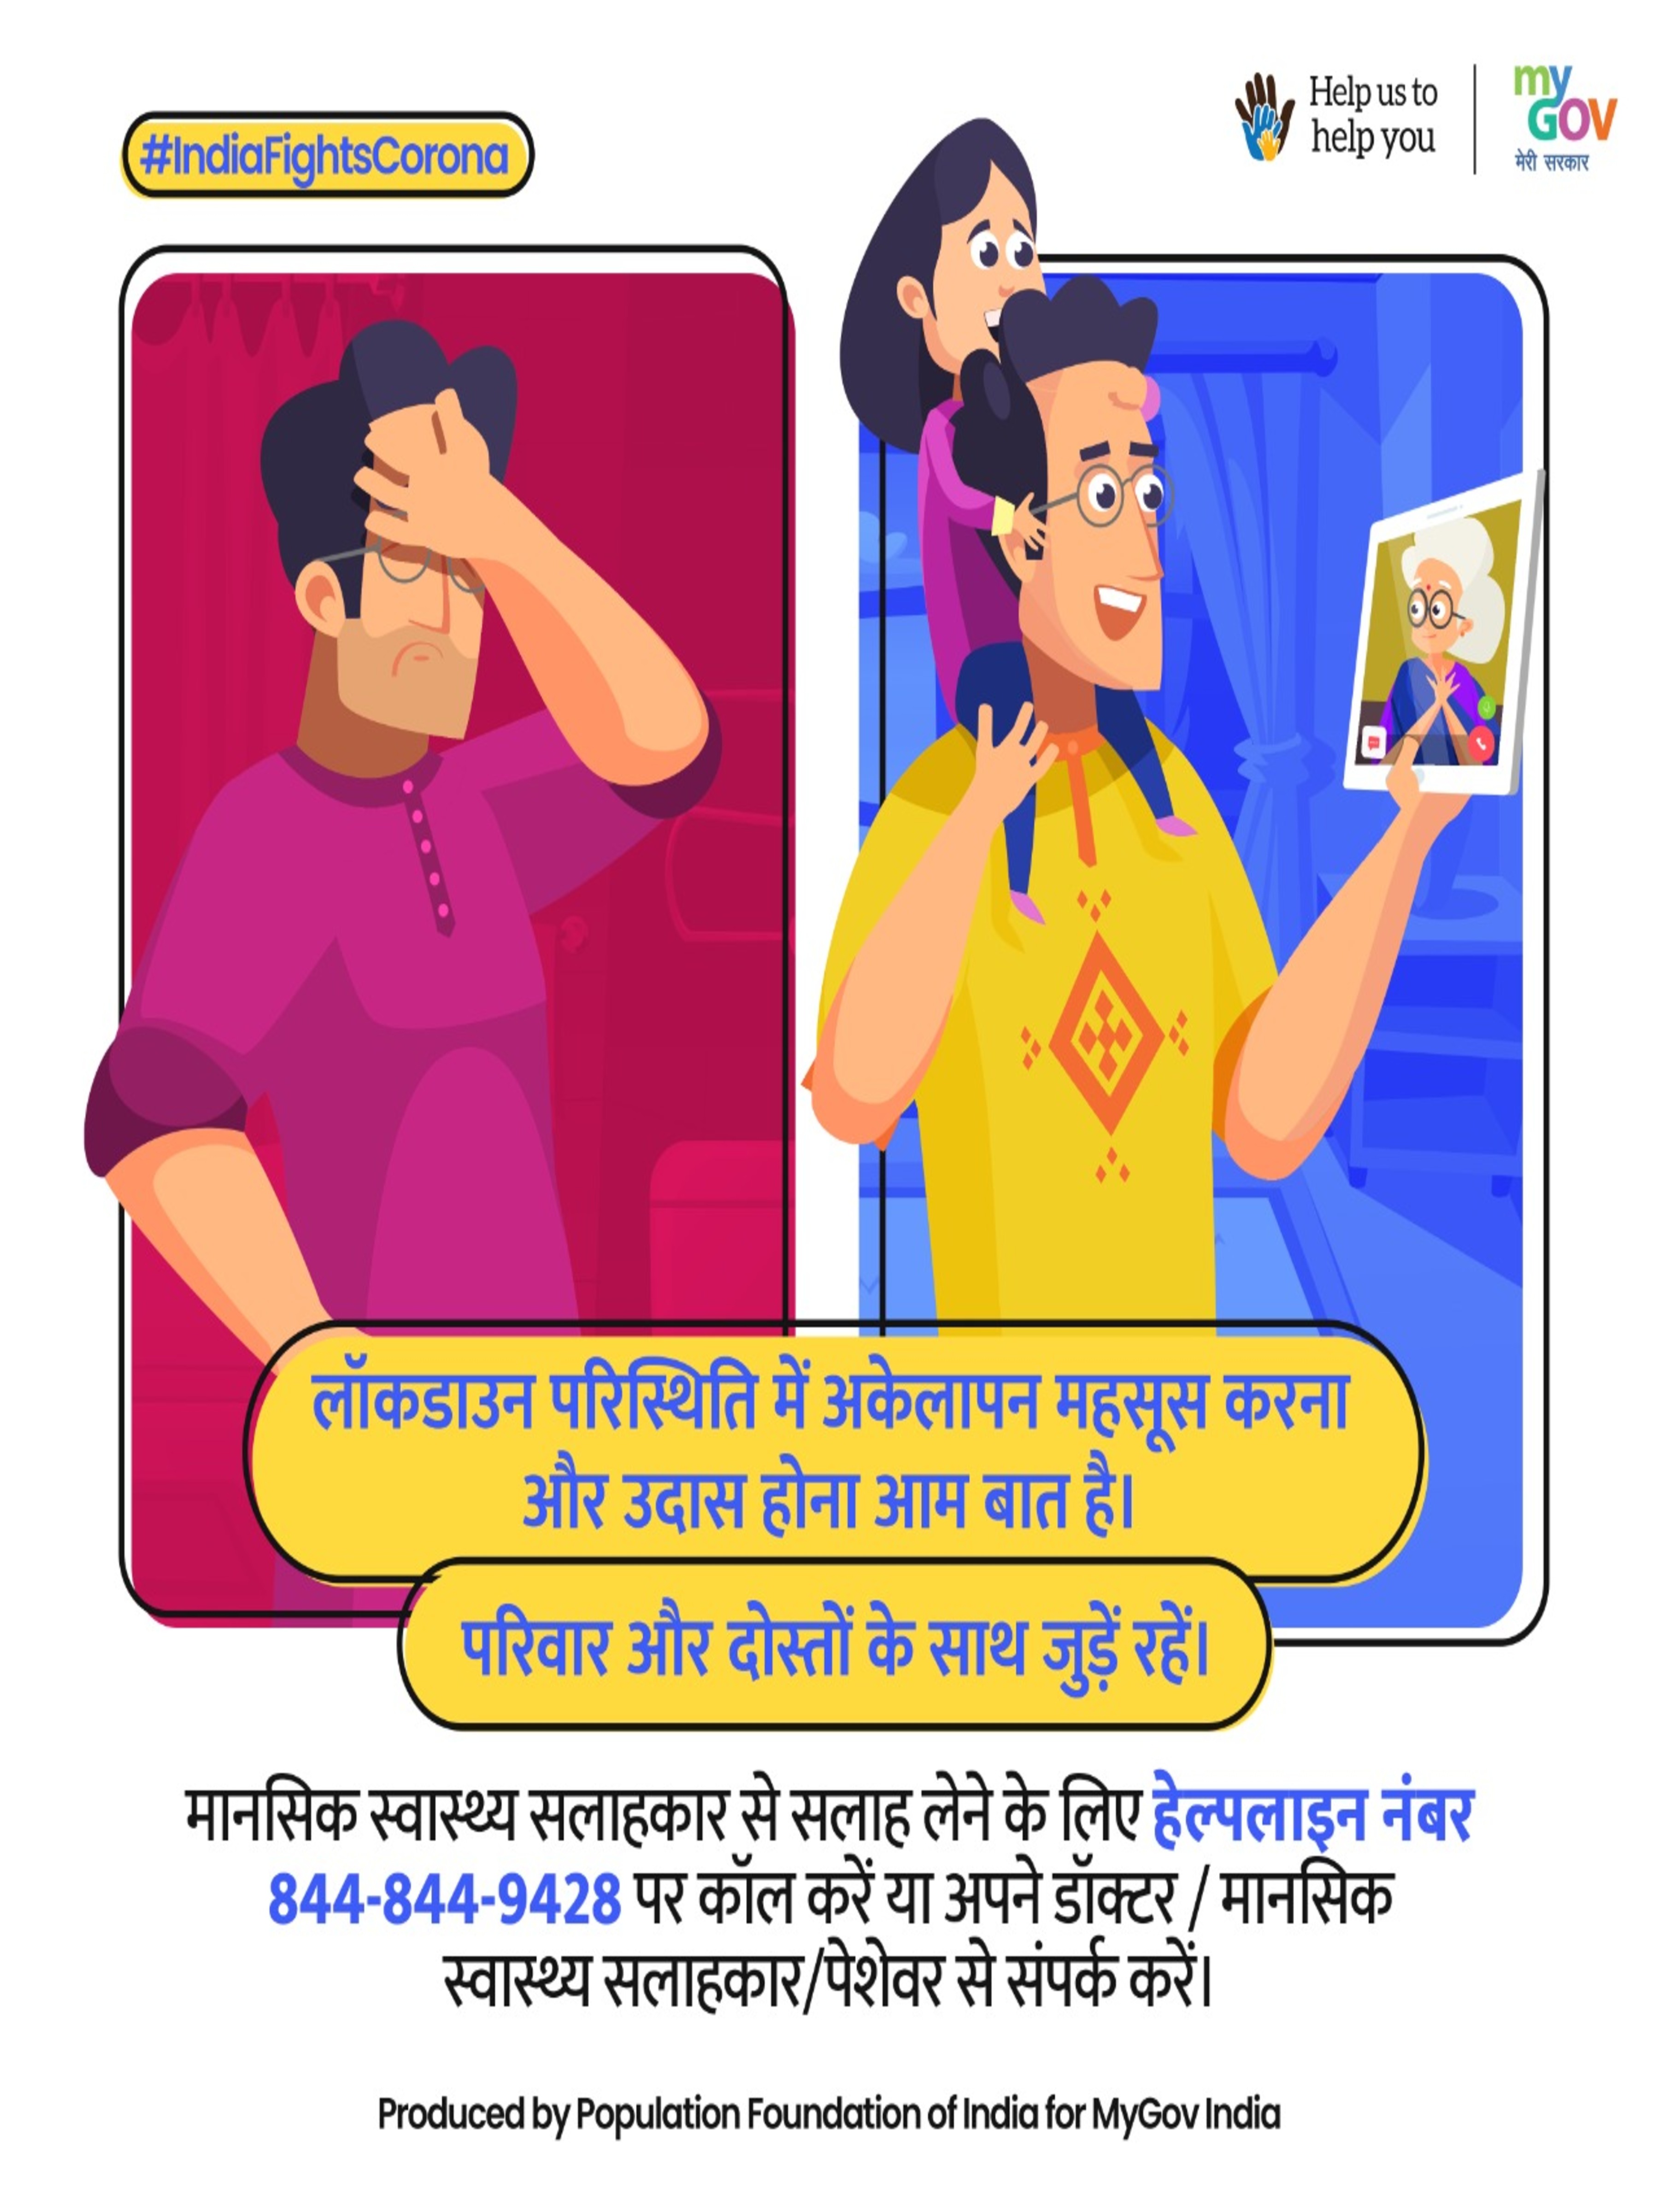 #IndiaFightsCorona
Help us to
help you
my
GOV
मेरी सरकार
लॉकडाउन परिस्थिति में अकेलापन महसूस करना
और उदास होना आम बात है।
परिवार और दोस्तों के साथ जुड़ें रहें।
मानसिक स्वास्थ्य सलाहकार से सलाह लेने के लिए हेल्पलाइन नंबर
844-844-9428 पर कॉल करें या अपने डॉक्टर / मानसिक
स्वास्थ्य सलाहकार/पेशेवर से संपर्क करें।
Produced by Population Foundation of India for MyGov India